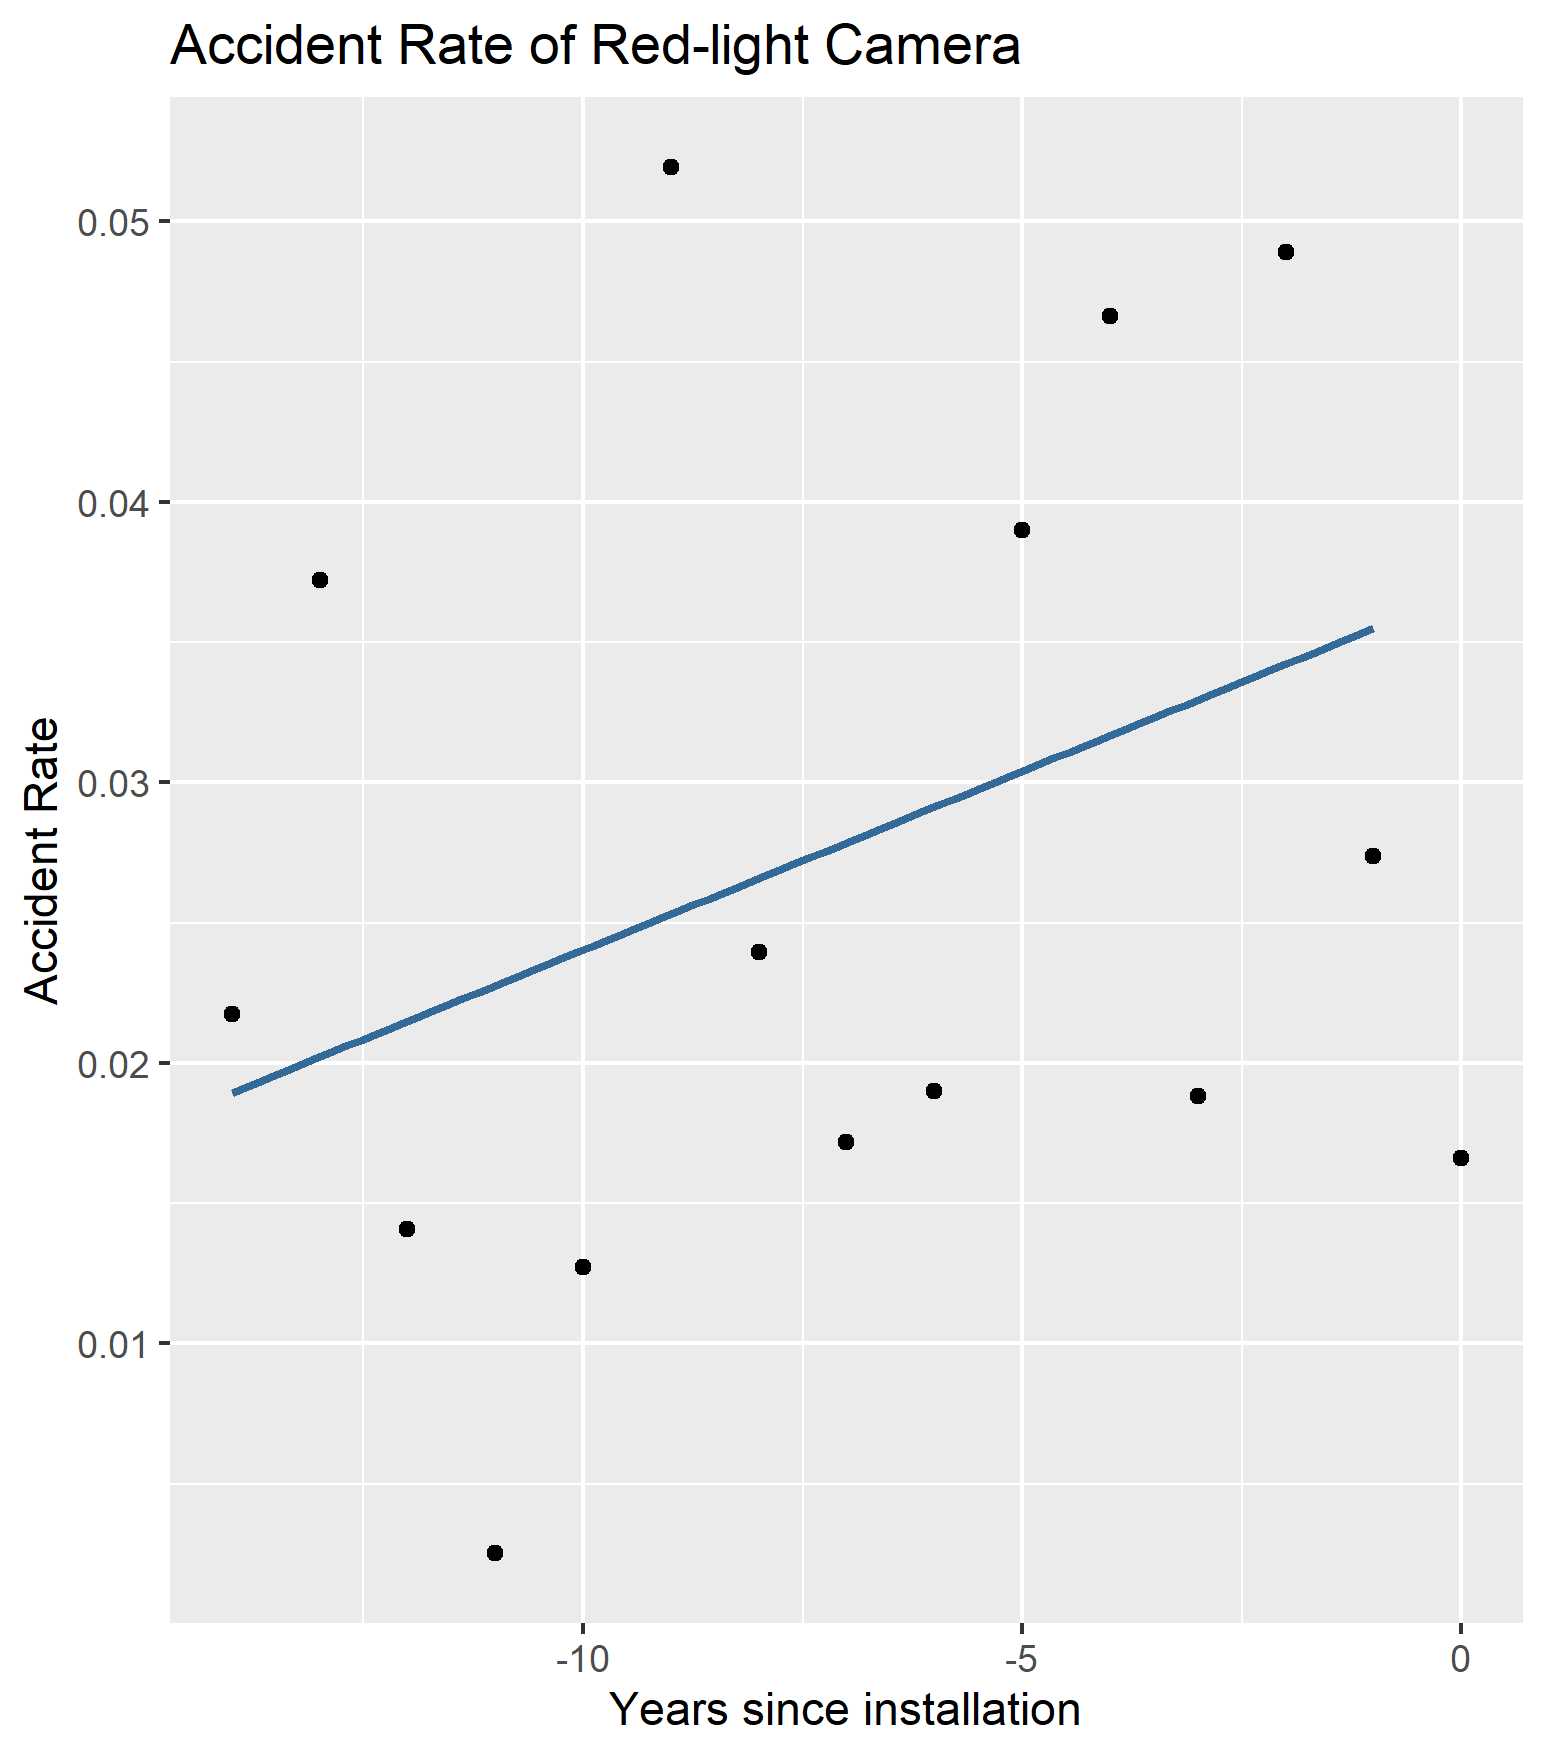 Accident Rate of Red-light Camera
Accident Rate
0.05
0.04
0.03
0.02
0.01
-10
-5
0
Years since installation